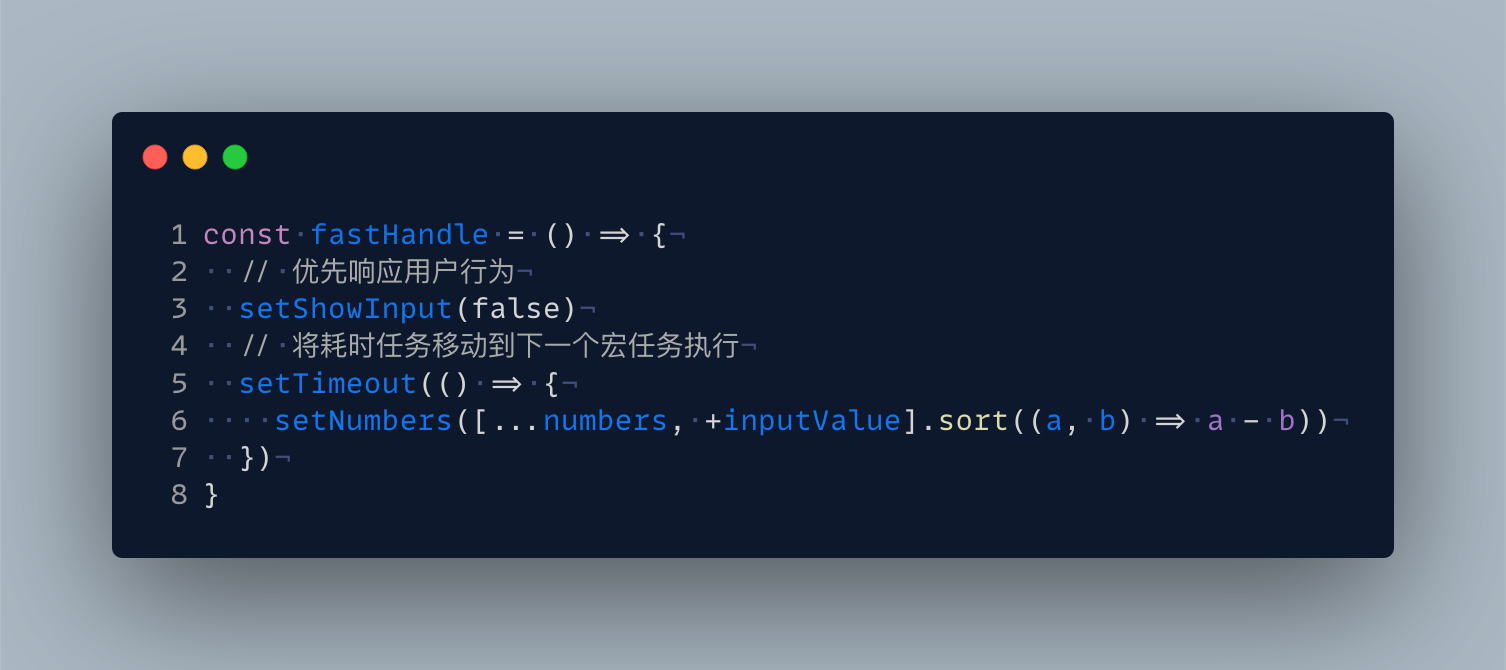 1 const fastHandle = () => {
2   // 优先响应用户行为
3   setShowInput(false)
4   // 将耗时任务移动到下一个宏任务执行
5   setTimeout(() => {
6     setNumbers([...numbers, +inputValue].sort((a, b) => a - b))
7   })
8 }